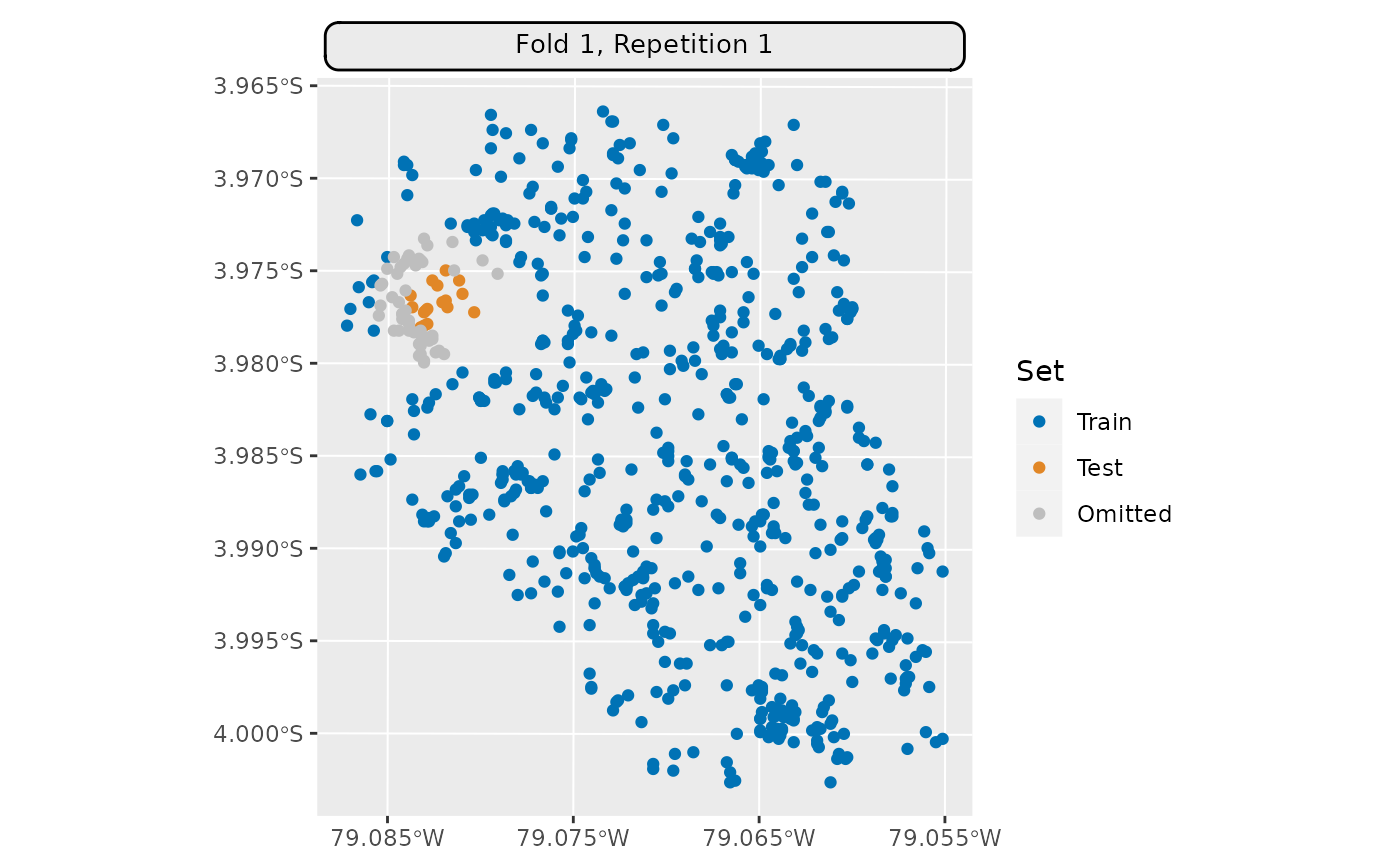 Fold 1, Repetition 1
3.965°S
3.970°S
3.975°S
3.980°S
3.985°S
3.990°S
3.995°S
4.000°S
79.085°W 79.075°W 79.065°W 79.055°W
Set
Train
Test
Omitted